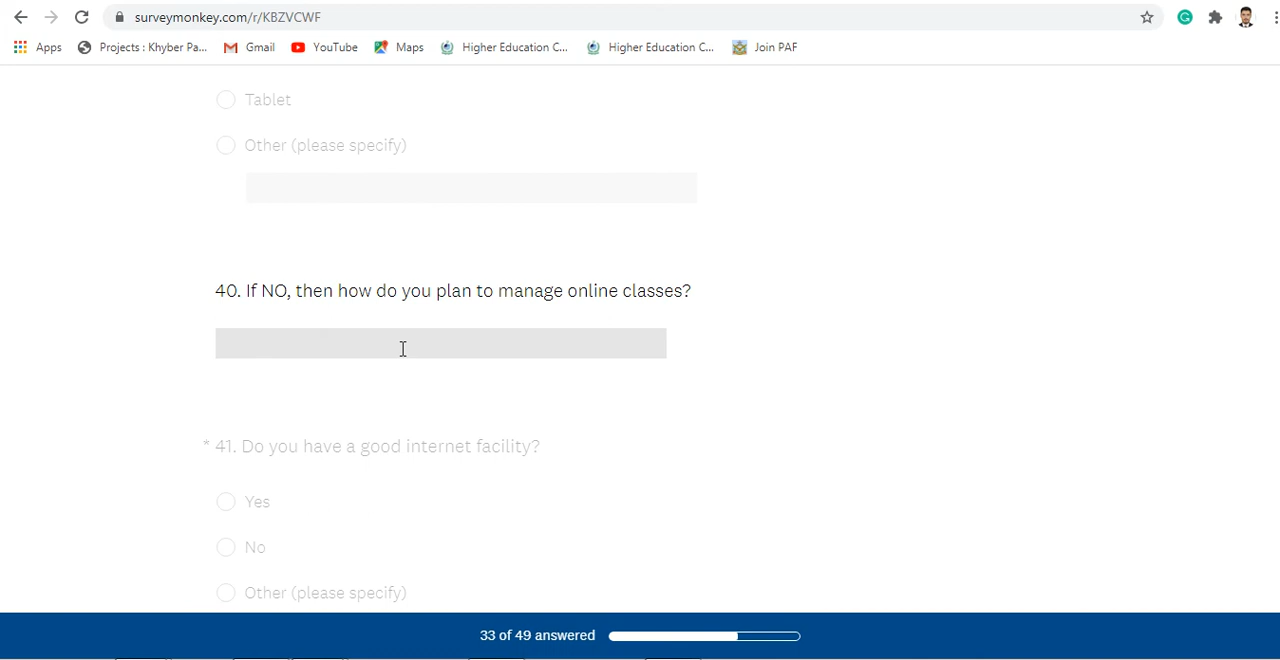 surveymonkey.com/r/KBZVCWF
Apps Projects : Khyber Pa... Gmail YouTube Maps Higher Education C... Higher Education C... Join PAF
Tablet
Other (please specify)
40. If NO, then how do you plan to manage online classes?
* 41. Do you have a good internet facility?
Yes
No
Other (please specify)
33 of 49 answered